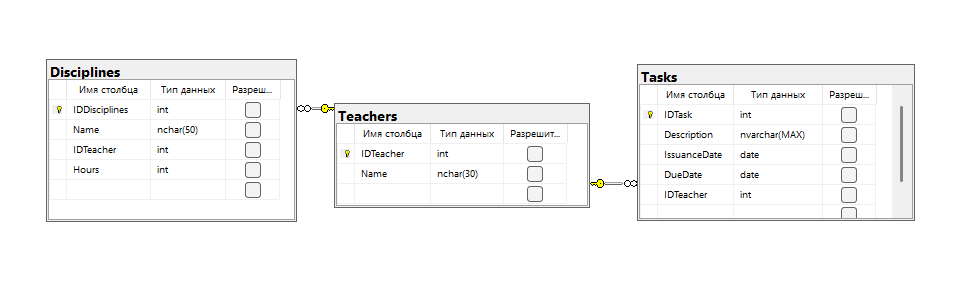 Disciplines
Имя столбца Тип данных Разреш...
IDDisciplines int
Name nchar(50)
IDTeacher int
Hours int
Teachers
Имя столбца Тип данных Разрешит...
IDTeacher int
Name nchar(30)
Tasks
Имя столбца Тип данных Разреш...
IDTask int
Description nvarchar(MAX)
IssuanceDate date
DueDate date
IDTeacher int